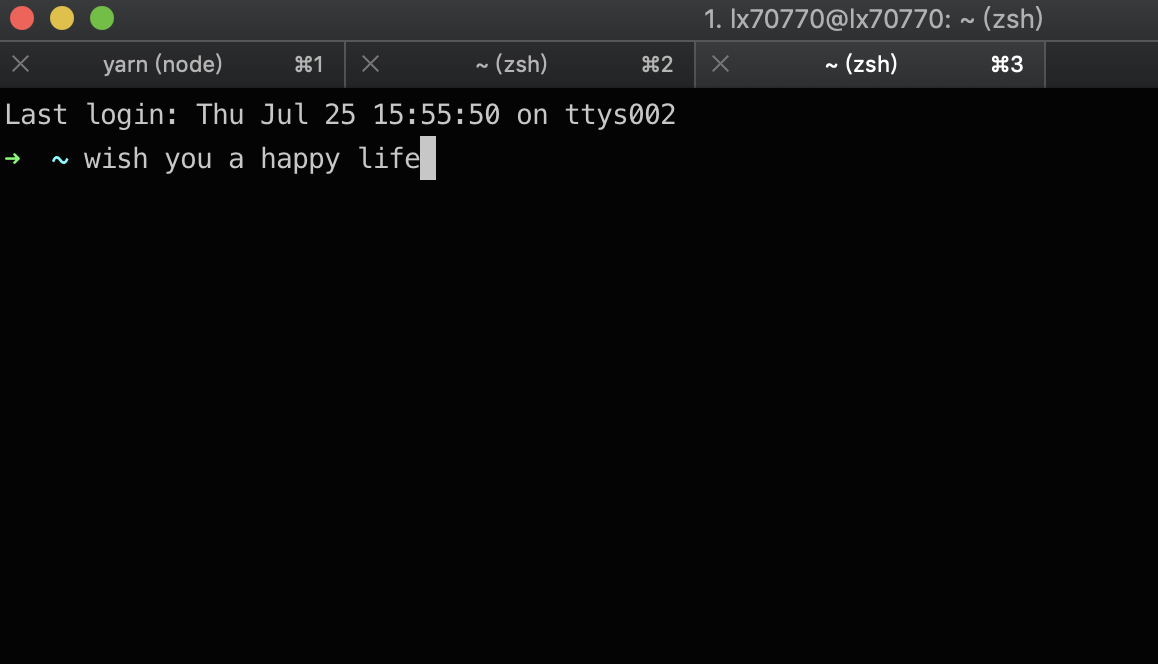 1. lx70770@lx70770: ~ (zsh)
yarn (node) ⌘1 ~ (zsh) ⌘2 ~ (zsh) ⌘3
Last login: Thu Jul 25 15:55:50 on ttys002
➜ ~ wish you a happy life